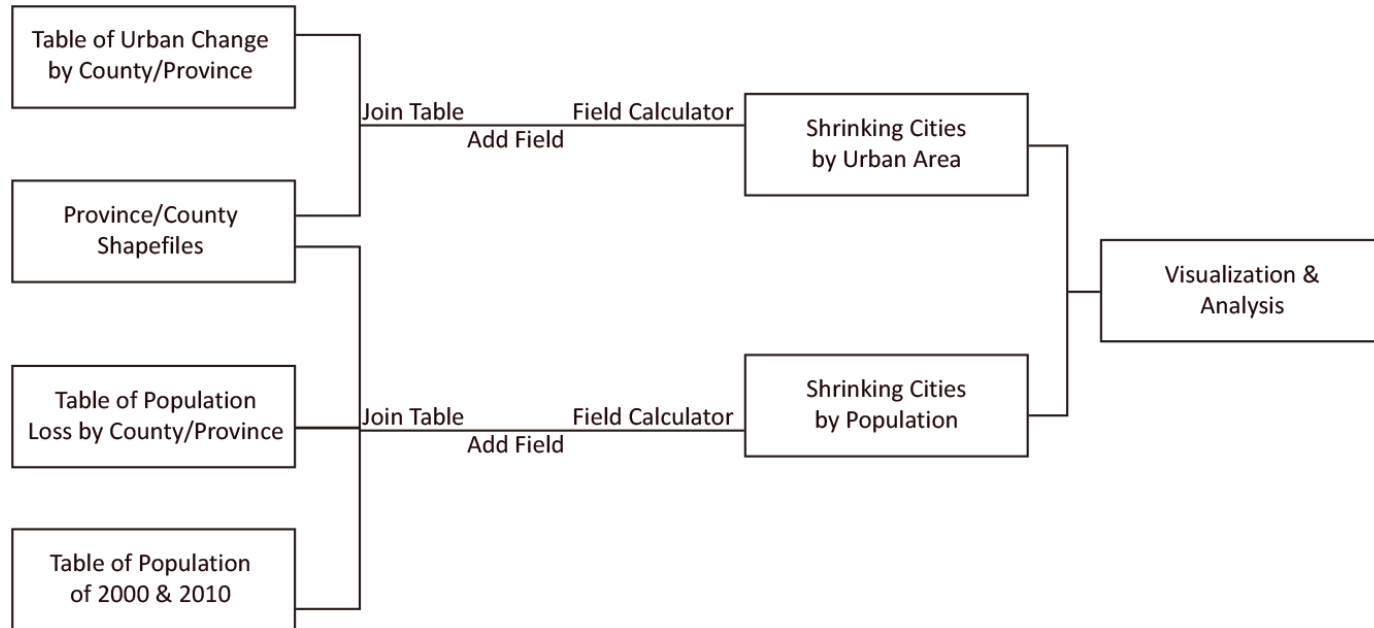 Table of Urban Change
by County/Province
Join Table
Field Calculator
Add Field
Shrinking Cities
by Urban Area
Province/County
Shapefiles
Visualization &
Analysis
Table of Population
Loss by County/Province
Join Table
Field Calculator
Add Field
Shrinking Cities
by Population
Table of Population
of 2000 & 2010